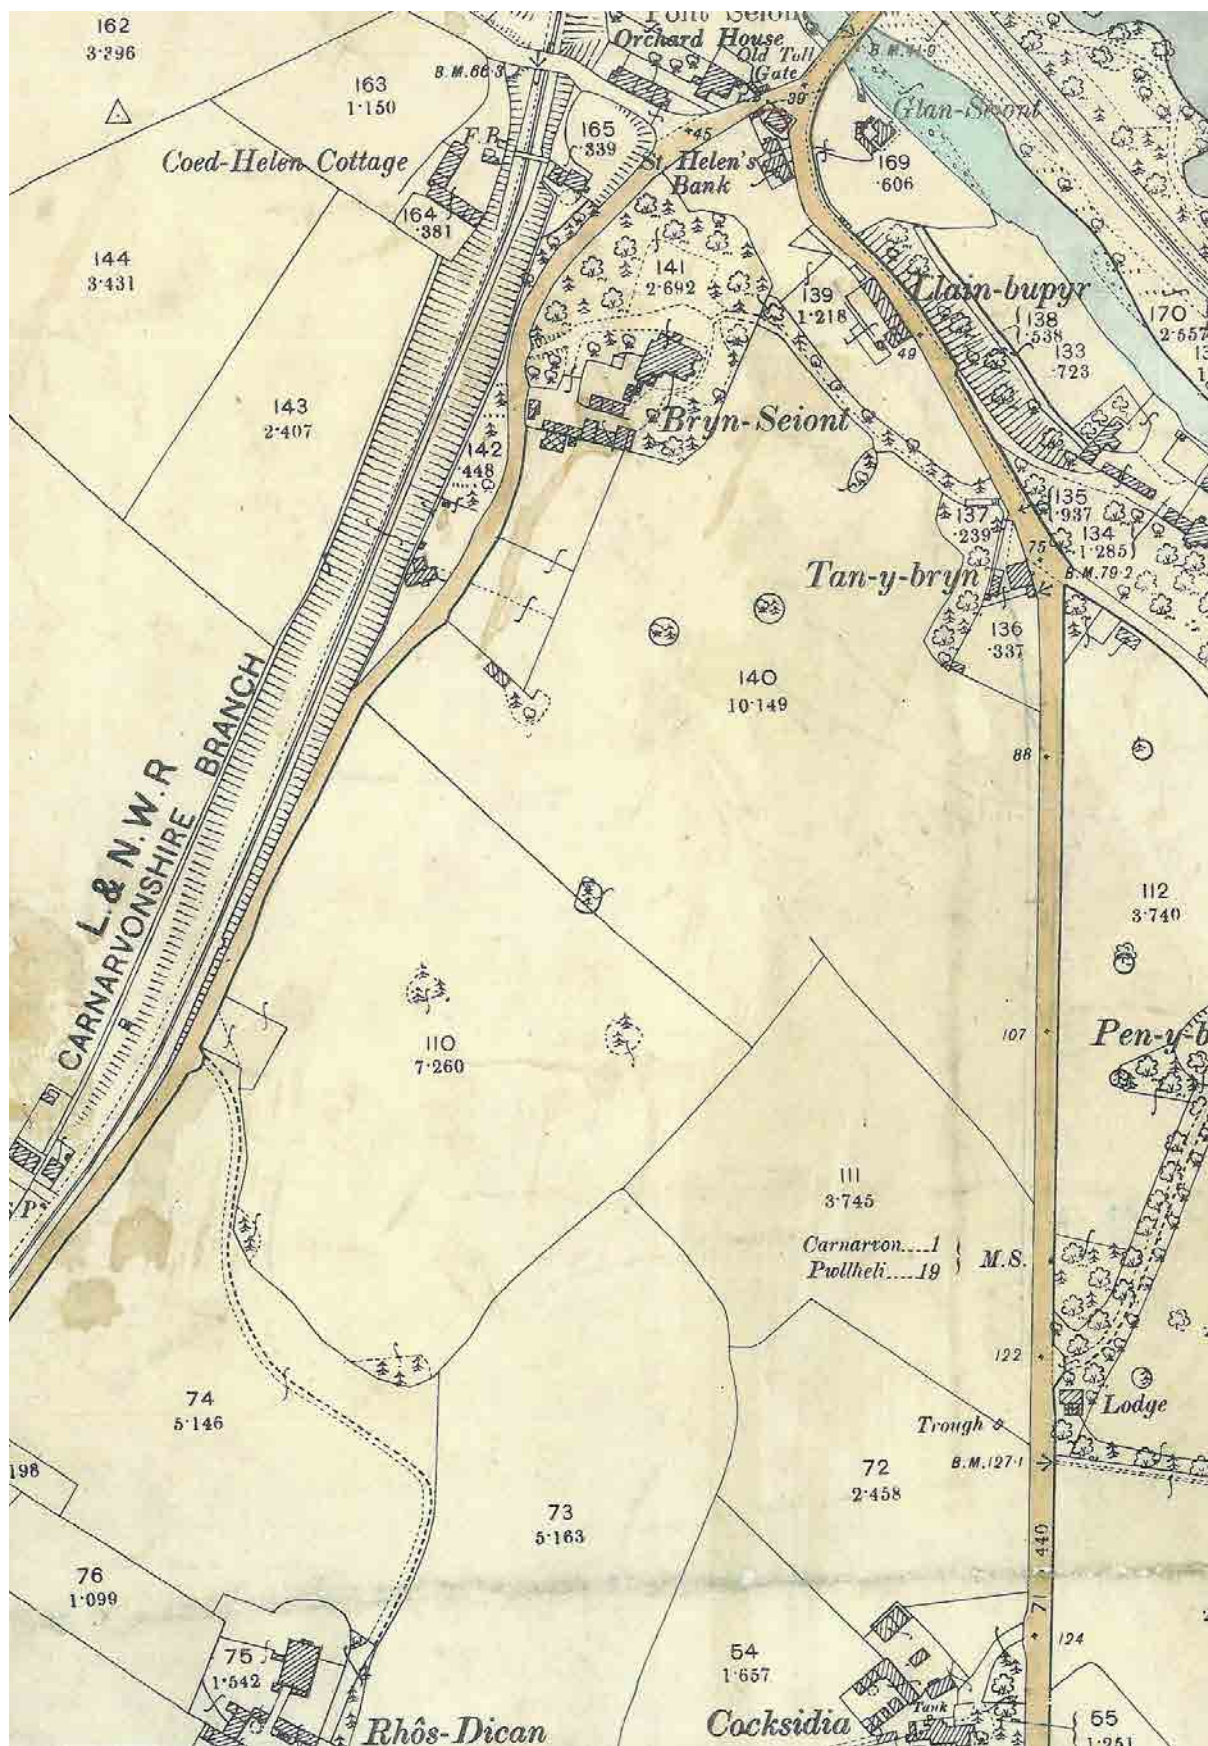 162
3·396
163
1·150
B.M.66·3
Orchard House
Old Toll
Gate
39
Glan-Seiont
45
165
·339
F.B.
Coed-Helen Cottage
St Helen's
Bank
169
·606
164
·381
144
3·431
141
2·692
139
1·218
Llain-bupyr
138
·538
133
·723
170
2·557
49
143
2·407
Bryn-Seiont
142
·448
135
·937
137
·239
134
1·285
75
B.M.79·2
Tan-y-bryn
136
·337
140
10·149
88
L. & N.W.R
CARNARVONSHIRE BRANCH
112
3·740
107
Pen-y-b
110
7·260
P
111
3·745
Carnarvon....1
Pwllheli.....19
M.S.
122
74
5·146
Lodge
Trough
198
72
2·458
B.M.127·1
73
5·163
440
76
1·099
71
124
75
1·542
54
1·657
Tank
55
1·251
Rhôs-Dican
Cocksidia